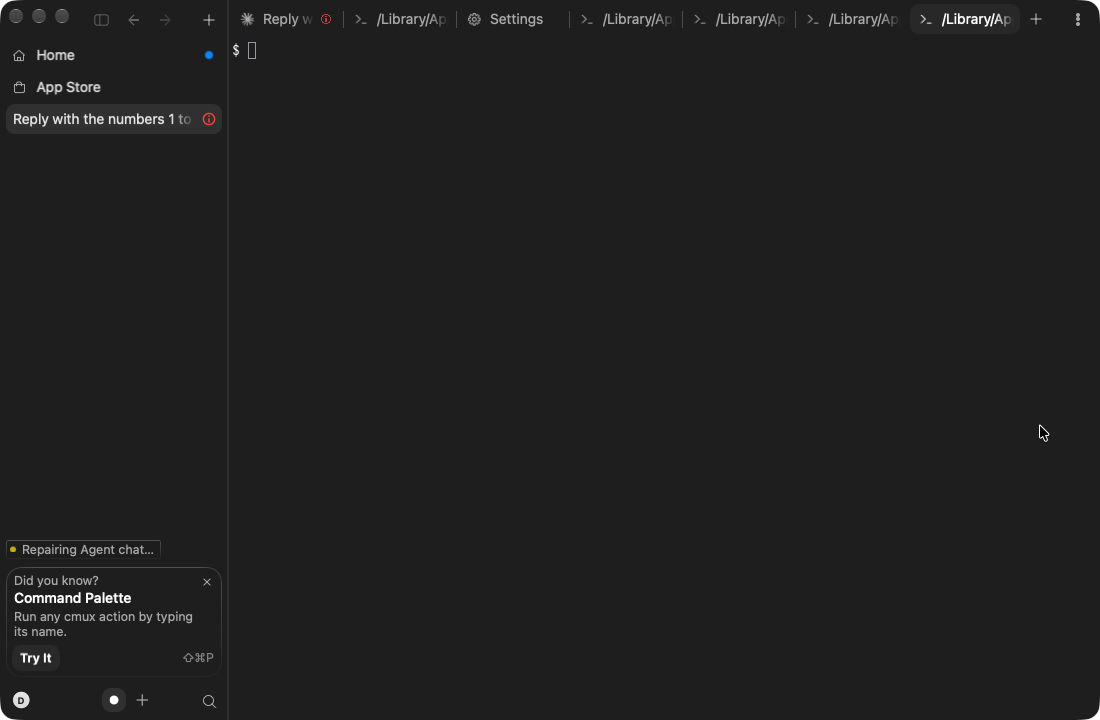 Reply w
/Library/Ap
Settings
/Library/Ap
/Library/Ap
/Library/Ap
/Library/Ap
Home
App Store
Reply with the numbers 1 to
$
Repairing Agent chat...
Did you know?
Command Palette
Run any cmux action by typing
its name.
Try It
⇧⌘P
D